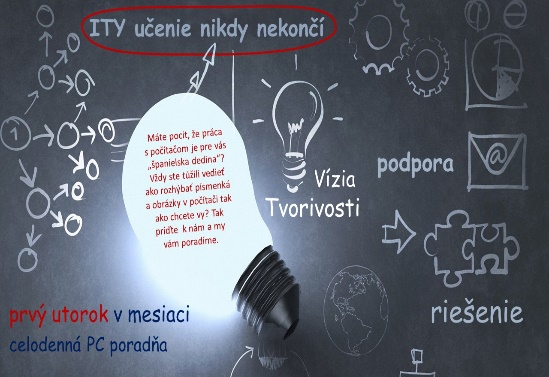 ITY učenie nikdy nekončí
Máte pocit, že práca
s počítačom je pre vás
„španielska dedina“?
Vždy ste túžili vedieť
ako rozhýbať písmenká
a obrázky v počítači tak
ako chcete vy? Tak
príďte k nám a my
vám poradíme.
Vízia
Tvorivosti
podpora
@
riešenie
prvý utorok v mesiaci
celodenná PC poradňa
1